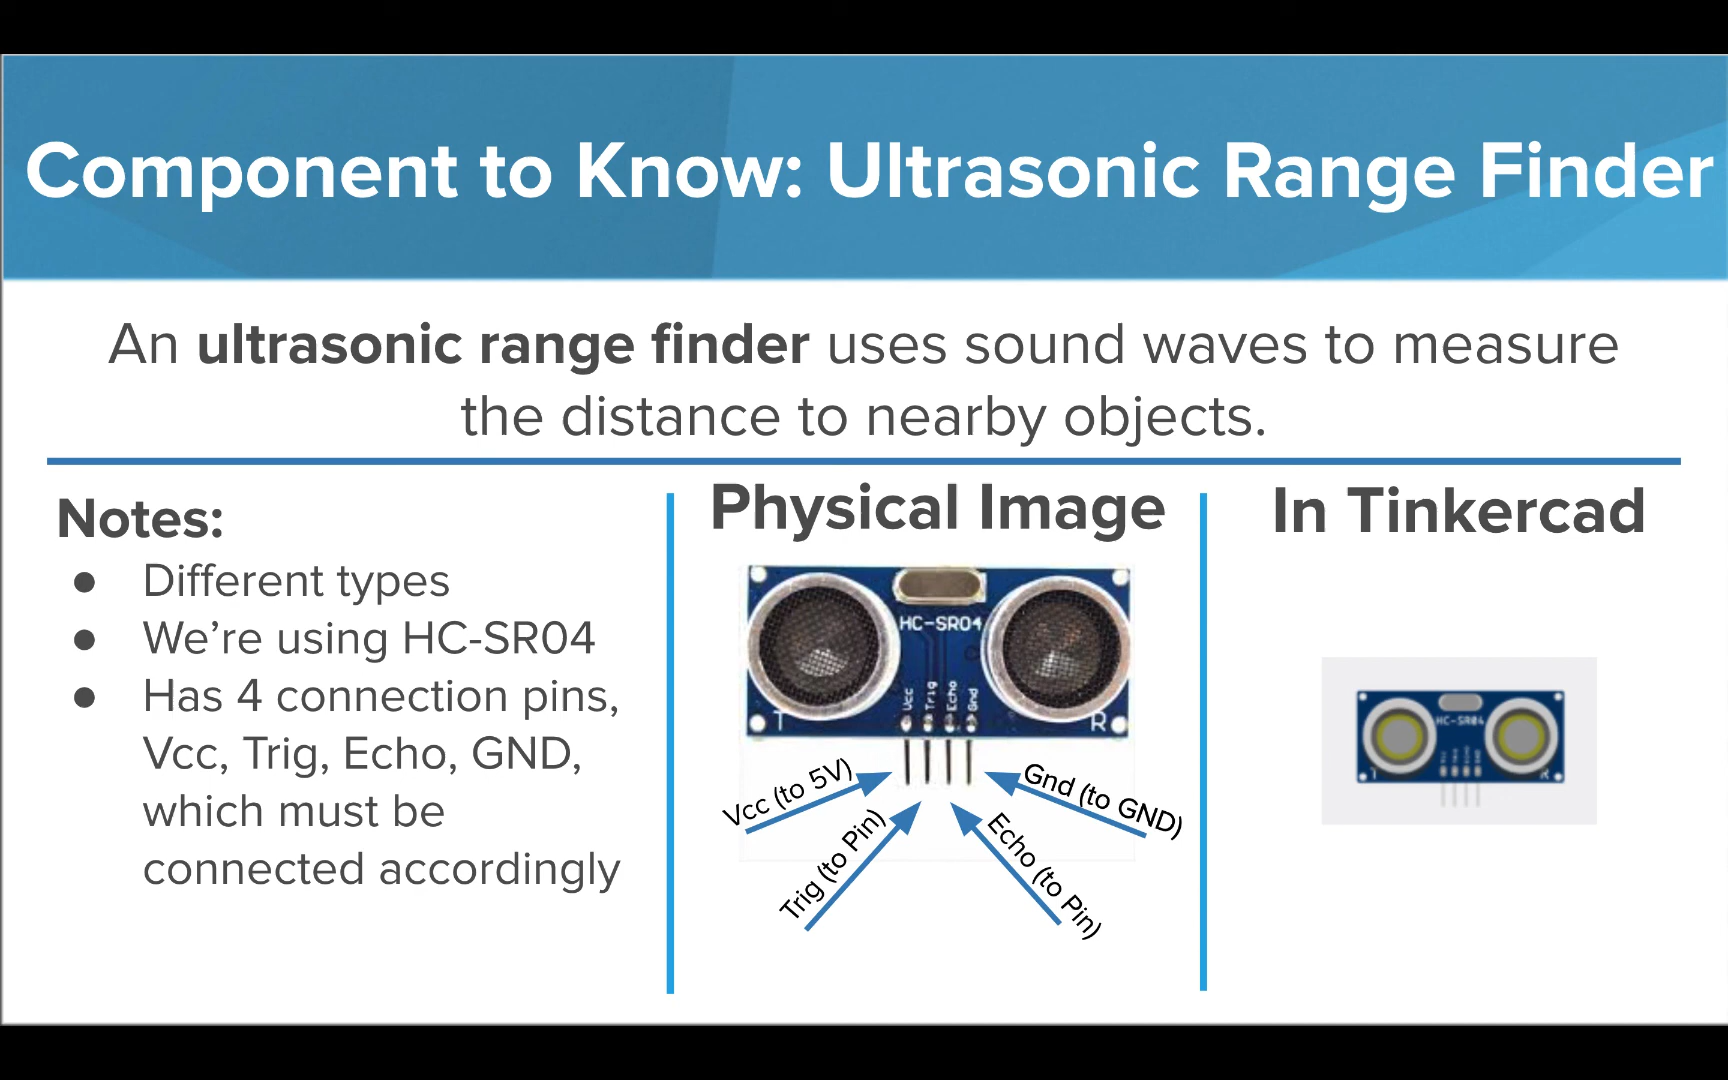 Component to Know: Ultrasonic Range Finder
An ultrasonic range finder uses sound waves to measure
the distance to nearby objects.
Notes:
● Different types
● We're using HC-SR04
● Has 4 connection pins,
Vcc, Trig, Echo, GND,
which must be
connected accordingly
Physical Image
HC-SR04
Vcc
Trig
Echo
Gnd
T
R
Vcc (to 5V)
Trig (to Pin)
Echo (to Pin)
Gnd (to GND)
In Tinkercad
HC-SR04
T
R